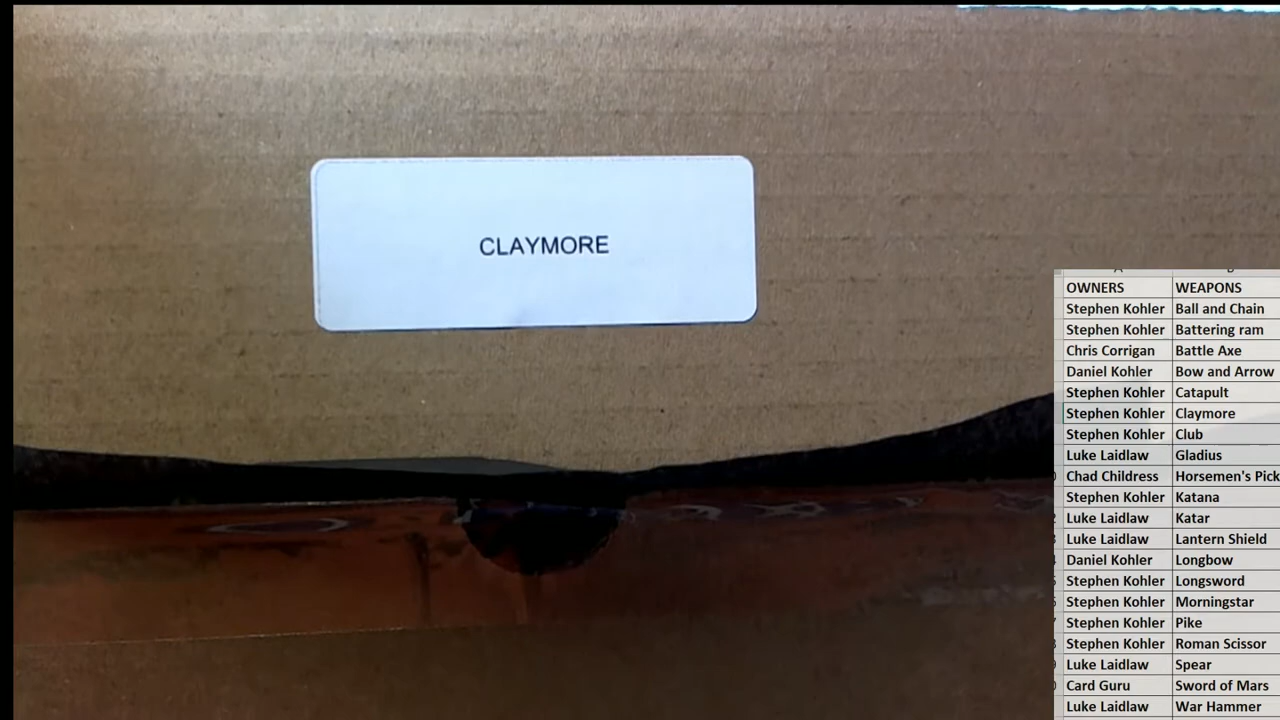 CLAYMORE
OWNERS WEAPONS
Stephen Kohler Ball and Chain
Stephen Kohler Battering ram
Chris Corrigan Battle Axe
Daniel Kohler Bow and Arrow
Stephen Kohler Catapult
Stephen Kohler Claymore
Stephen Kohler Club
Luke Laidlaw Gladius
Chad Childress Horsemen's Pick
Stephen Kohler Katana
Luke Laidlaw Katar
Luke Laidlaw Lantern Shield
Daniel Kohler Longbow
Stephen Kohler Longsword
Stephen Kohler Morningstar
Stephen Kohler Pike
Stephen Kohler Roman Scissor
Luke Laidlaw Spear
Card Guru Sword of Mars
Luke Laidlaw War Hammer